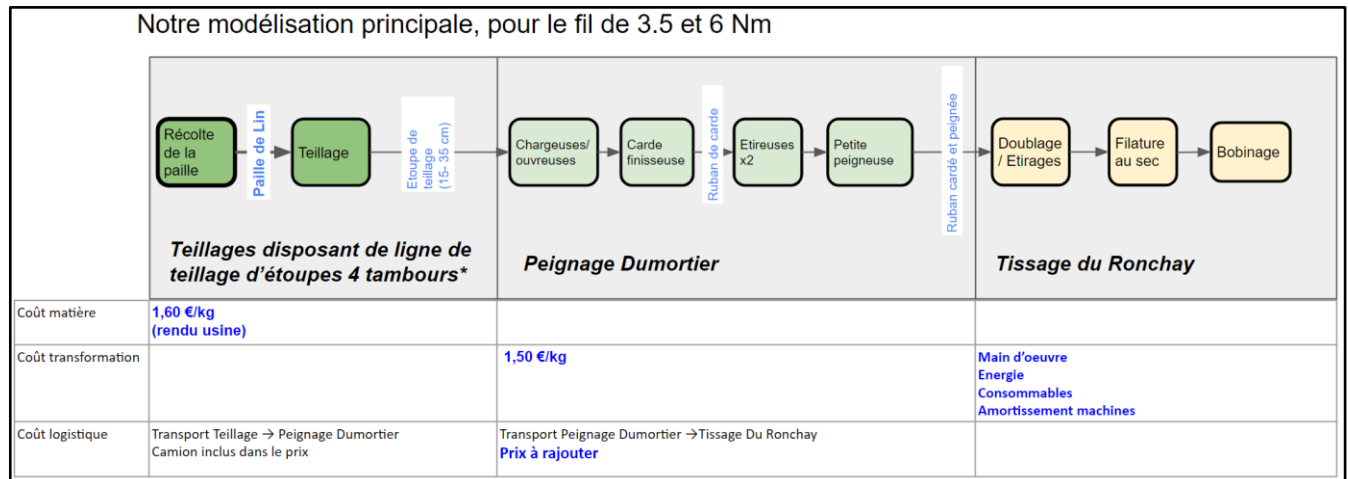 Notre modélisation principale, pour le fil de 3.5 et 6 Nm
Récolte
de la
paille
Paille de Lin
Teillage
Etoupe de
teillage
(15- 35 cm)
Chargeuses/
ouvreuses
Carde
finisseuse
Ruban de carde
Etireuses
x2
Petite
peigneuse
Ruban cardé et peignée
Doublage
/ Etirages
Filature
au sec
Bobinage
Teillages disposant de ligne de
teillage d’étoupes 4 tambours*
Peignage Dumortier
Tissage du Ronchay
Coût matière
1,60 €/kg
(rendu usine)
Coût transformation
1,50 €/kg
Main d’oeuvre
Energie
Consommables
Amortissement machines
Coût logistique
Transport Teillage → Peignage Dumortier
Camion inclus dans le prix
Transport Peignage Dumortier →Tissage Du Ronchay
Prix à rajouter